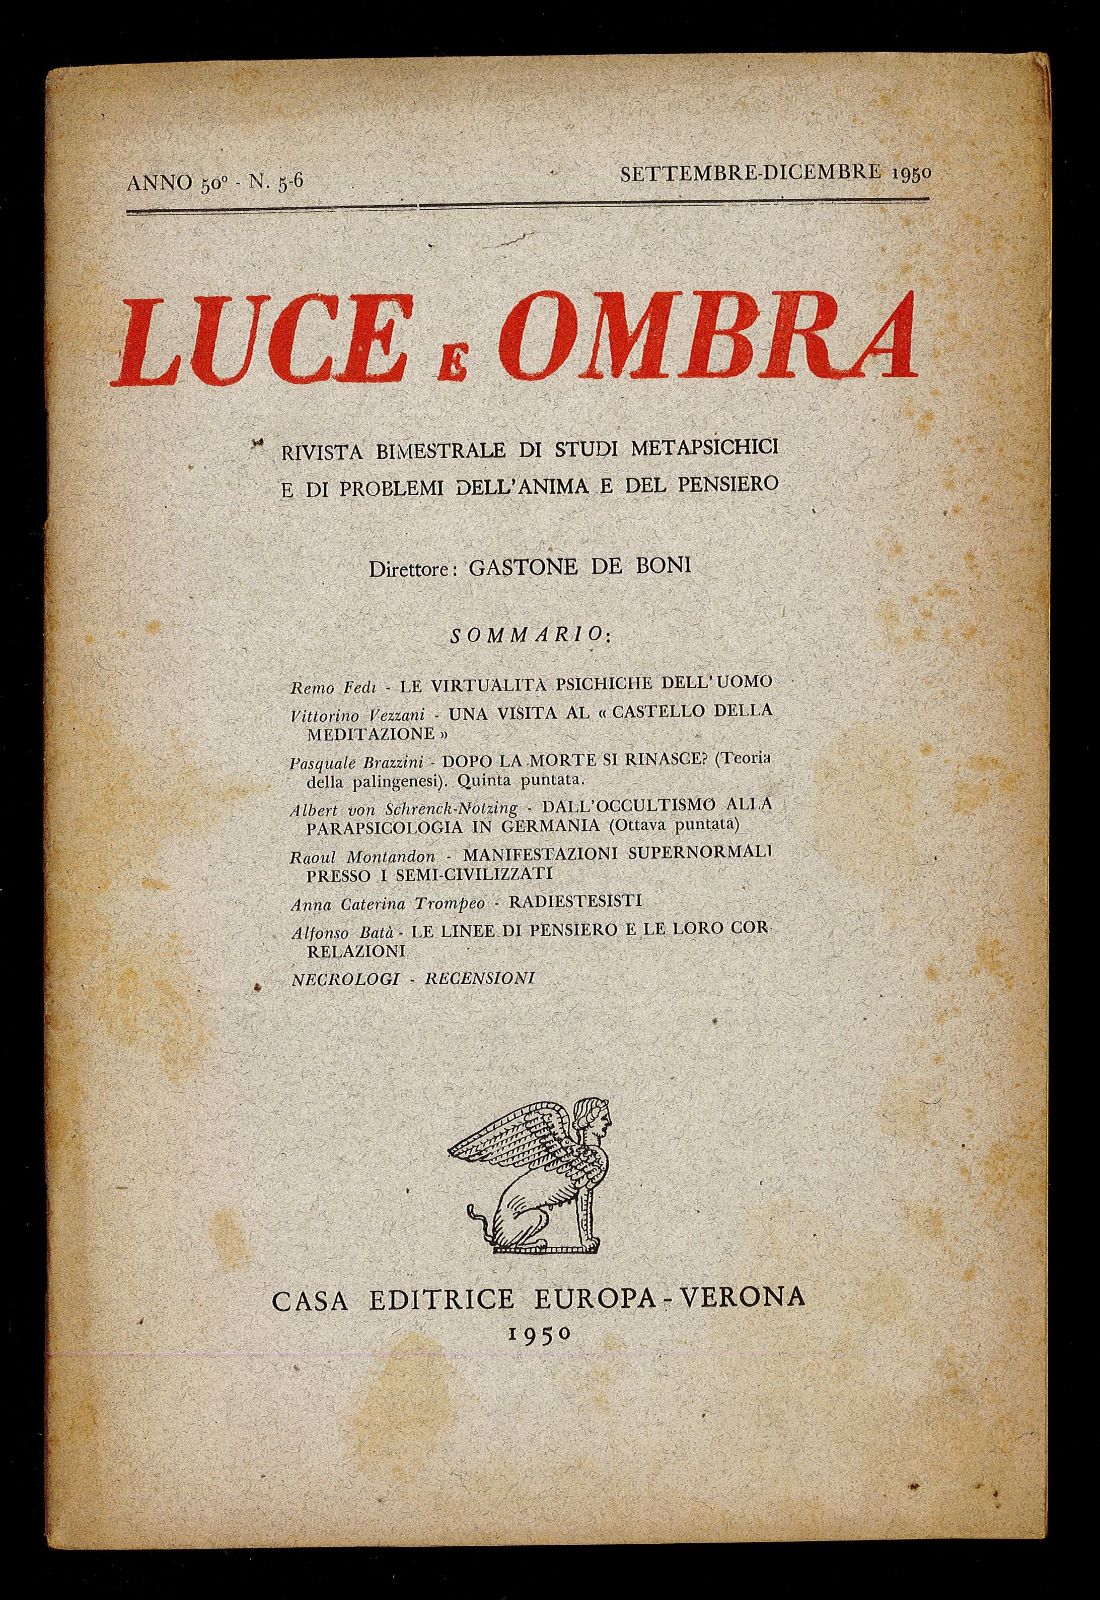 ANNO 50º - N. 5-6
SETTEMBRE-DICEMBRE 1950
LUCE E OMBRA
RIVISTA BIMESTRALE DI STUDI METAPSICHICI
E DI PROBLEMI DELL'ANIMA E DEL PENSIERO
Direttore: GASTONE DE BONI
SOMMARIO:
Remo Fedi - LE VIRTUALITÀ PSICHICHE DELL'UOMO
Vittorino Vezzani - UNA VISITA AL « CASTELLO DELLA
MEDITAZIONE »
Pasquale Brazzini - DOPO LA MORTE SI RINASCE? (Teoria
della palingenesi). Quinta puntata.
Albert von Schrenck-Notzing - DALL'OCCULTISMO ALLA
PARAPSICOLOGIA IN GERMANIA (Ottava puntata)
Raoul Montandon - MANIFESTAZIONI SUPERNORMALI
PRESSO I SEMI-CIVILIZZATI
Anna Caterina Trompeo - RADIESTESISTI
Alfonso Batà - LE LINEE DI PENSIERO E LE LORO COR-
RELAZIONI
NECROLOGI - RECENSIONI
CASA EDITRICE EUROPA - VERONA
1950